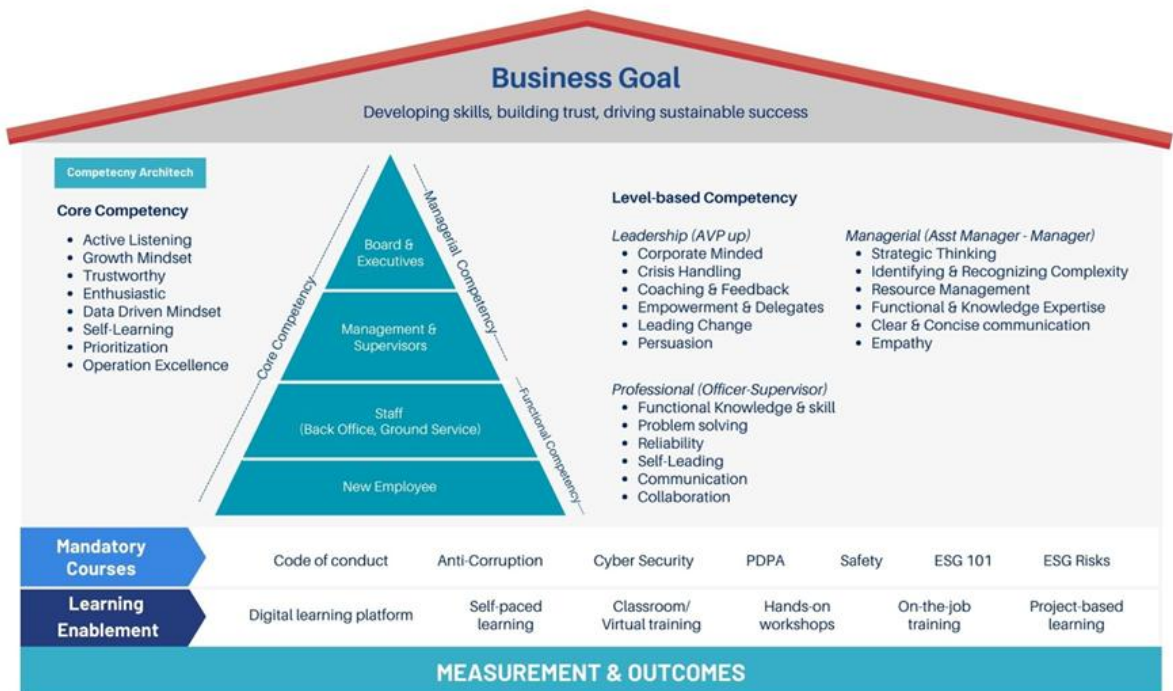 Business Goal
Developing skills, building trust, driving sustainable success
Competecny Architech
Core Competency
• Active Listening
• Growth Mindset
• Trustworthy
• Enthusiastic
• Data Driven Mindset
• Self-Learning
• Prioritization
• Operation Excellence
Core Competency
Managerial Competency
Functional Competency
Board &
Executives
Management &
Supervisors
Staff
(Back Office, Ground Service)
New Employee
Level-based Competency
Leadership (AVP up)
• Corporate Minded
• Crisis Handling
• Coaching & Feedback
• Empowerment & Delegates
• Leading Change
• Persuasion
Managerial (Asst Manager - Manager)
• Strategic Thinking
• Identifying & Recognizing Complexity
• Resource Management
• Functional & Knowledge Expertise
• Clear & Concise communication
• Empathy
Professional (Officer-Supervisor)
• Functional Knowledge & skill
• Problem solving
• Reliability
• Self-Leading
• Communication
• Collaboration
Mandatory
Courses
Code of conduct
Anti-Corruption
Cyber Security
PDPA
Safety
ESG 101
ESG Risks
Learning
Enablement
Digital learning platform
Self-paced
learning
Classroom/
Virtual training
Hands-on
workshops
On-the-job
training
Project-based
learning
MEASUREMENT & OUTCOMES